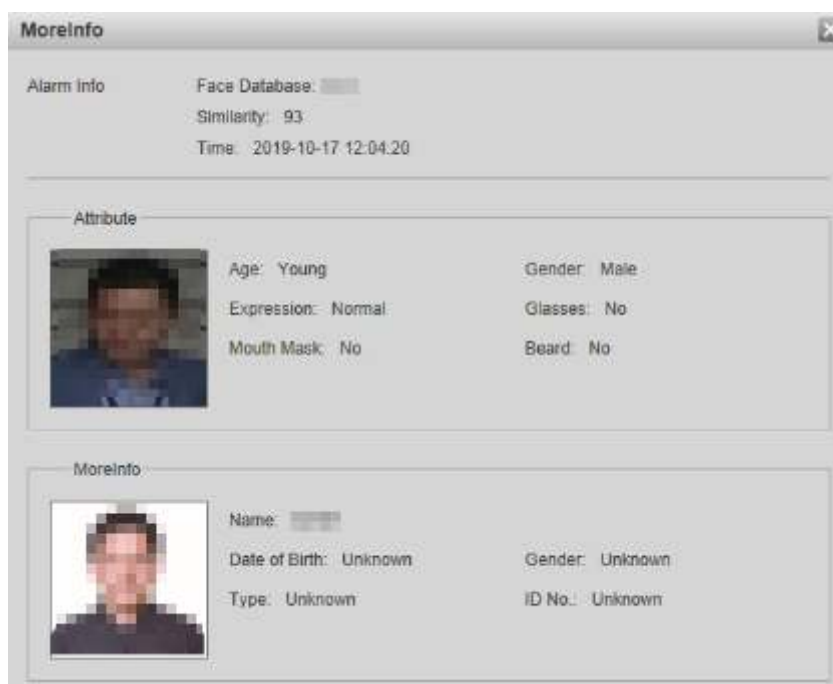 MoreInfo
Alarm Info Face Database:
Similarity: 93
Time: 2019-10-17 12:04:20
Attribute
Age: Young Gender: Male
Expression: Normal Glasses: No
Mouth Mask: No Beard: No
MoreInfo
Name:
Date of Birth: Unknown Gender: Unknown
Type: Unknown ID No.: Unknown